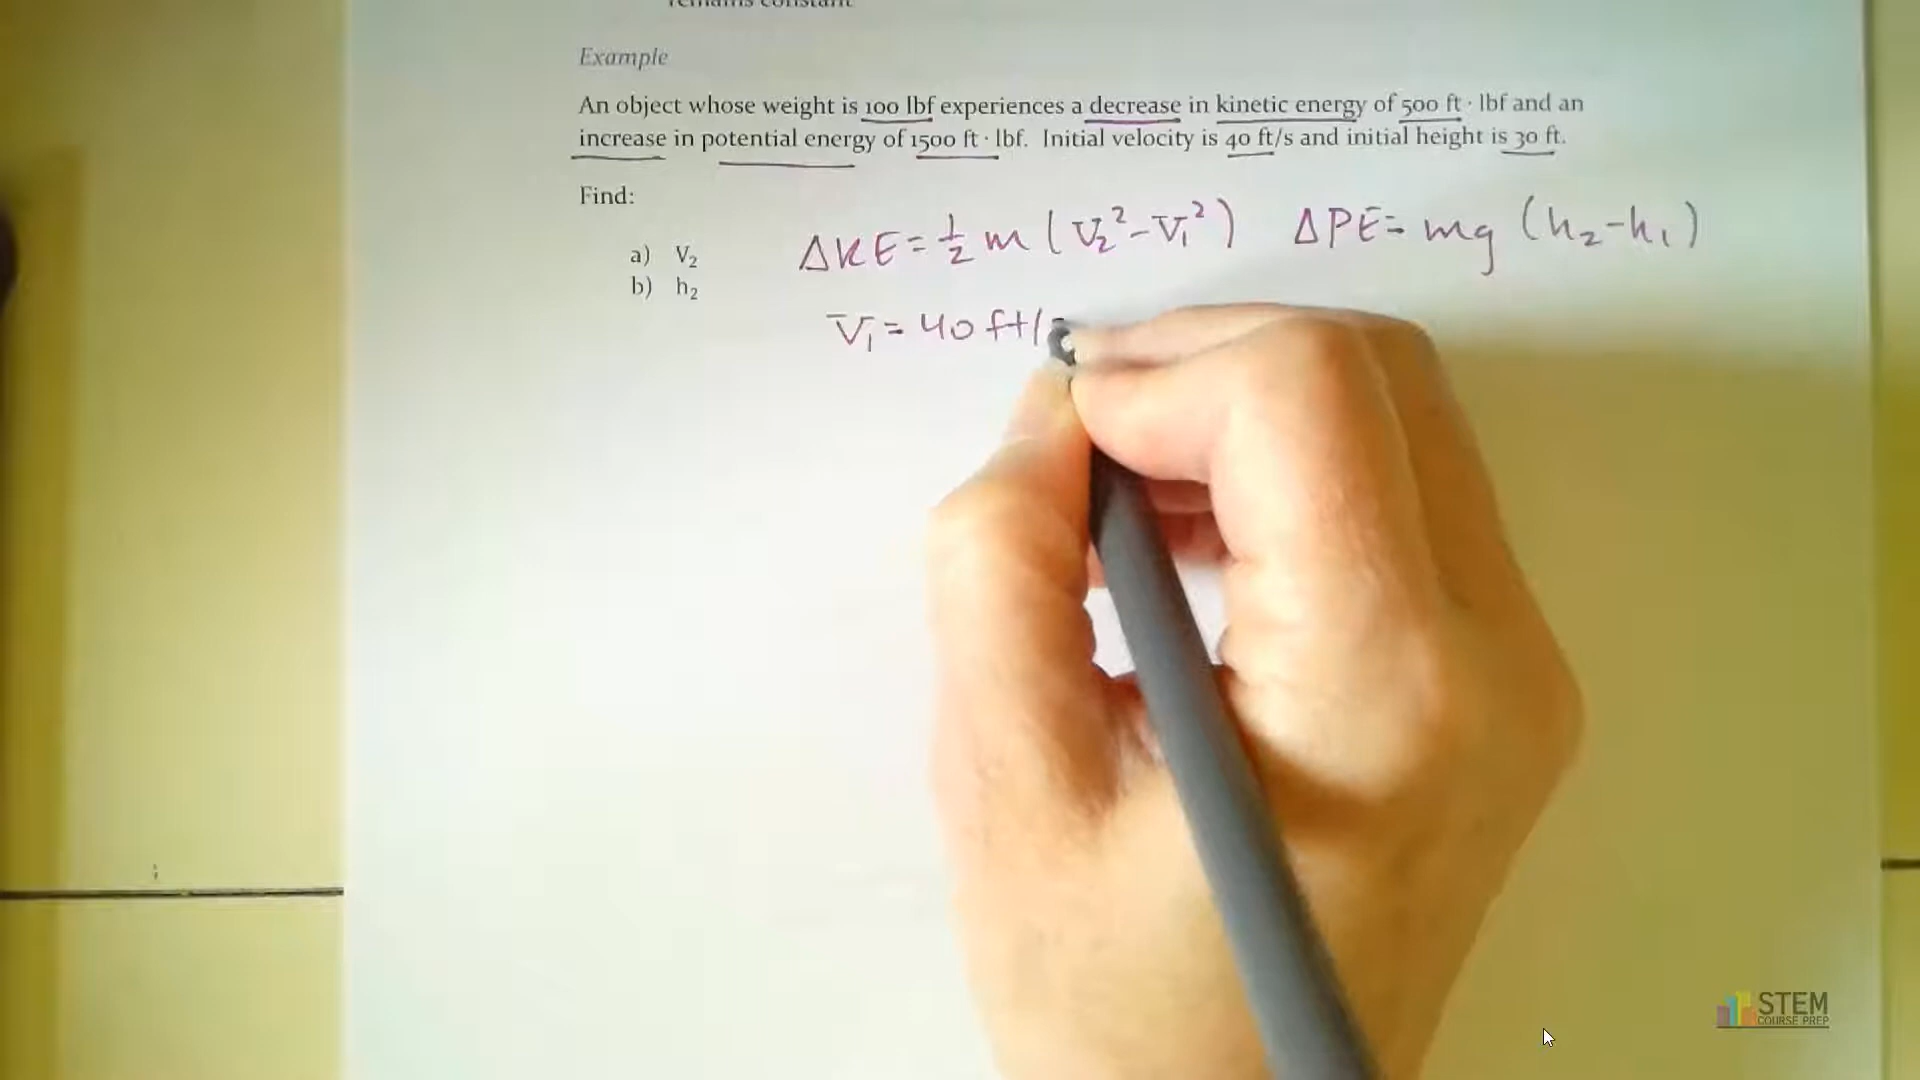 remains constant
Example
An object whose weight is 100 lbf experiences a decrease in kinetic energy of 500 ft · lbf and an
increase in potential energy of 1500 ft · lbf. Initial velocity is 40 ft/s and initial height is 30 ft.
Find:
a) V₂
b) h₂
ΔKE = ½ m (V₂² - V₁²) ΔPE = mg (h₂ - h₁)
V₁ = 40 ft/
STEM
COURSE PREP